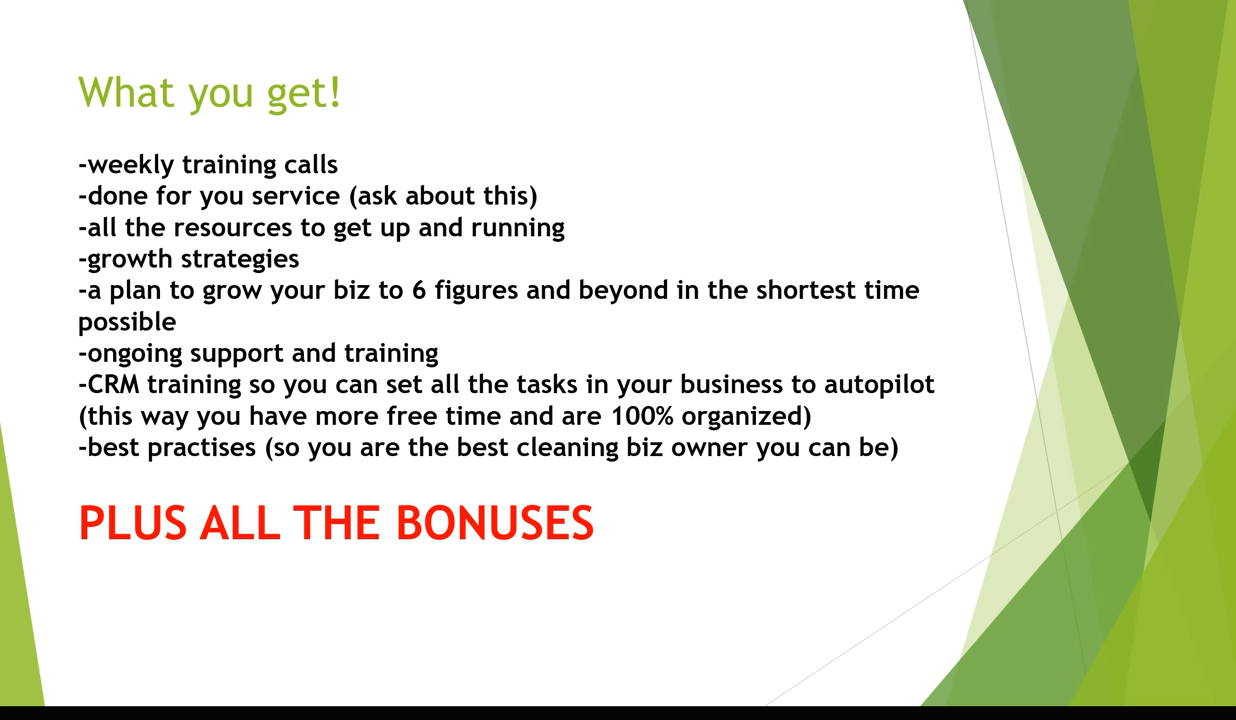 What you get!
-weekly training calls
-done for you service (ask about this)
-all the resources to get up and running
-growth strategies
-a plan to grow your biz to 6 figures and beyond in the shortest time
possible
-ongoing support and training
-CRM training so you can set all the tasks in your business to autopilot
(this way you have more free time and are 100% organized)
-best practises (so you are the best cleaning biz owner you can be)
PLUS ALL THE BONUSES